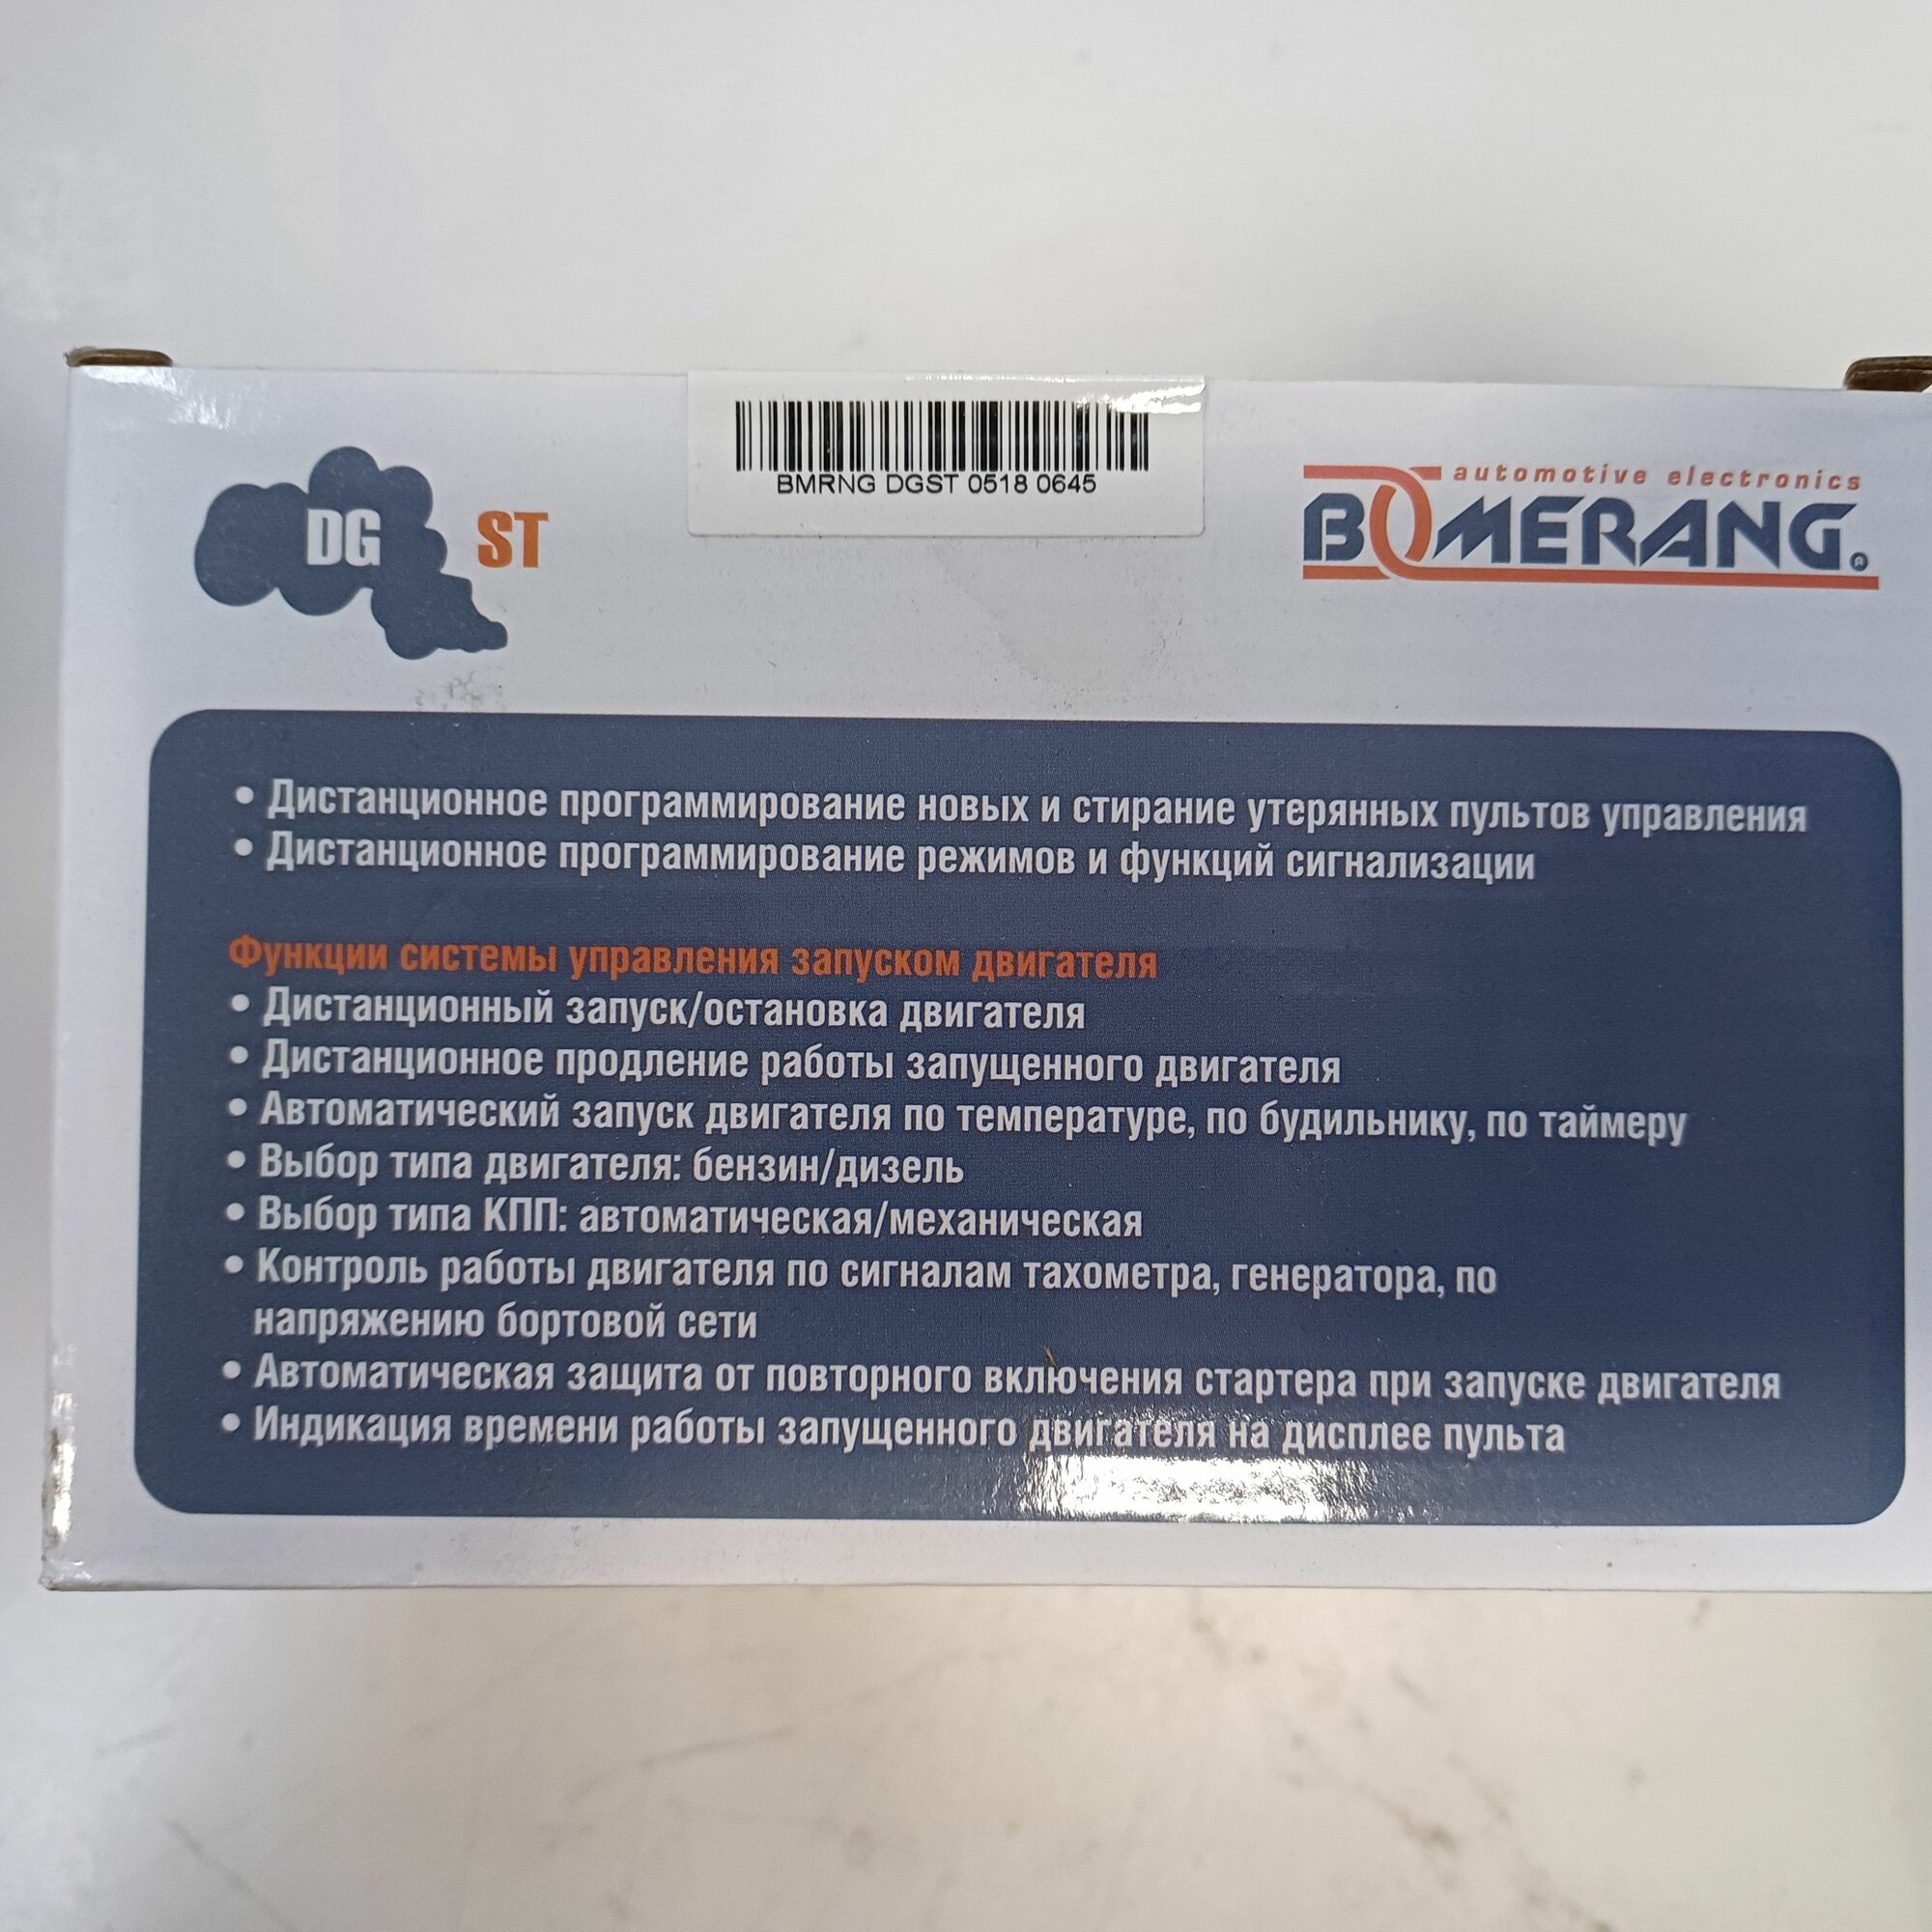 BMRNG DGST 0518 0645
DG ST
automotive electronics
BOMERANG®
• Дистанционное программирование новых и стирание утерянных пультов управления
• Дистанционное программирование режимов и функций сигнализации
Функции системы управления запуском двигателя
• Дистанционный запуск/остановка двигателя
• Дистанционное продление работы запущенного двигателя
• Автоматический запуск двигателя по температуре, по будильнику, по таймеру
• Выбор типа двигателя: бензин/дизель
• Выбор типа КПП: автоматическая/механическая
• Контроль работы двигателя по сигналам тахометра, генератора, по
напряжению бортовой сети
• Автоматическая защита от повторного включения стартера при запуске двигателя
• Индикация времени работы запущенного двигателя на дисплее пульта